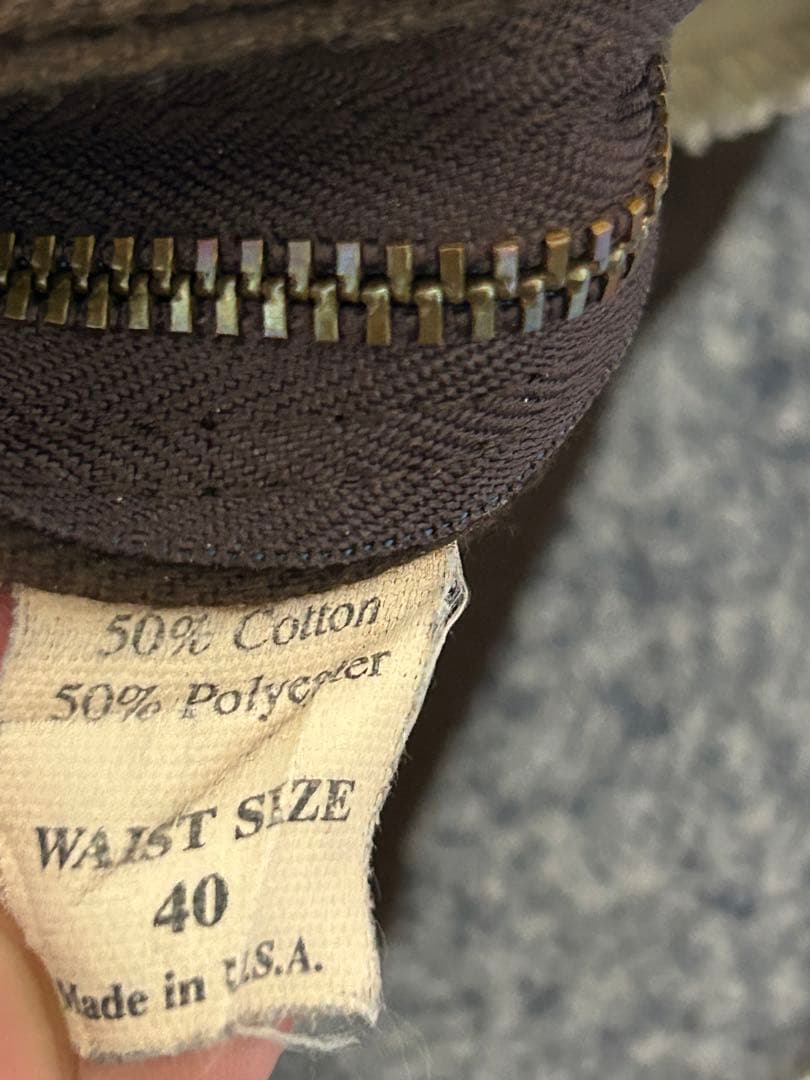 50% Cotton
50% Polyester
WAIST SIZE
40
Made in U.S.A.